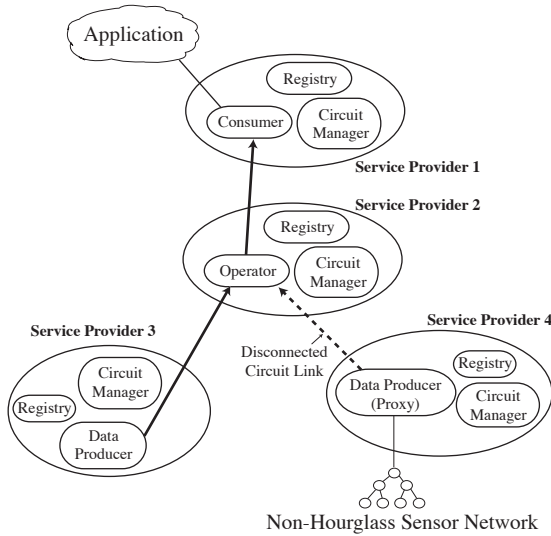 Application
Registry
Consumer
Circuit
Manager
Service Provider 1
Service Provider 2
Registry
Operator
Circuit
Manager
Service Provider 3
Circuit
Manager
Registry
Data
Producer
Disconnected
Circuit Link
Service Provider 4
Registry
Data Producer
(Proxy)
Circuit
Manager
Non-Hourglass Sensor Network